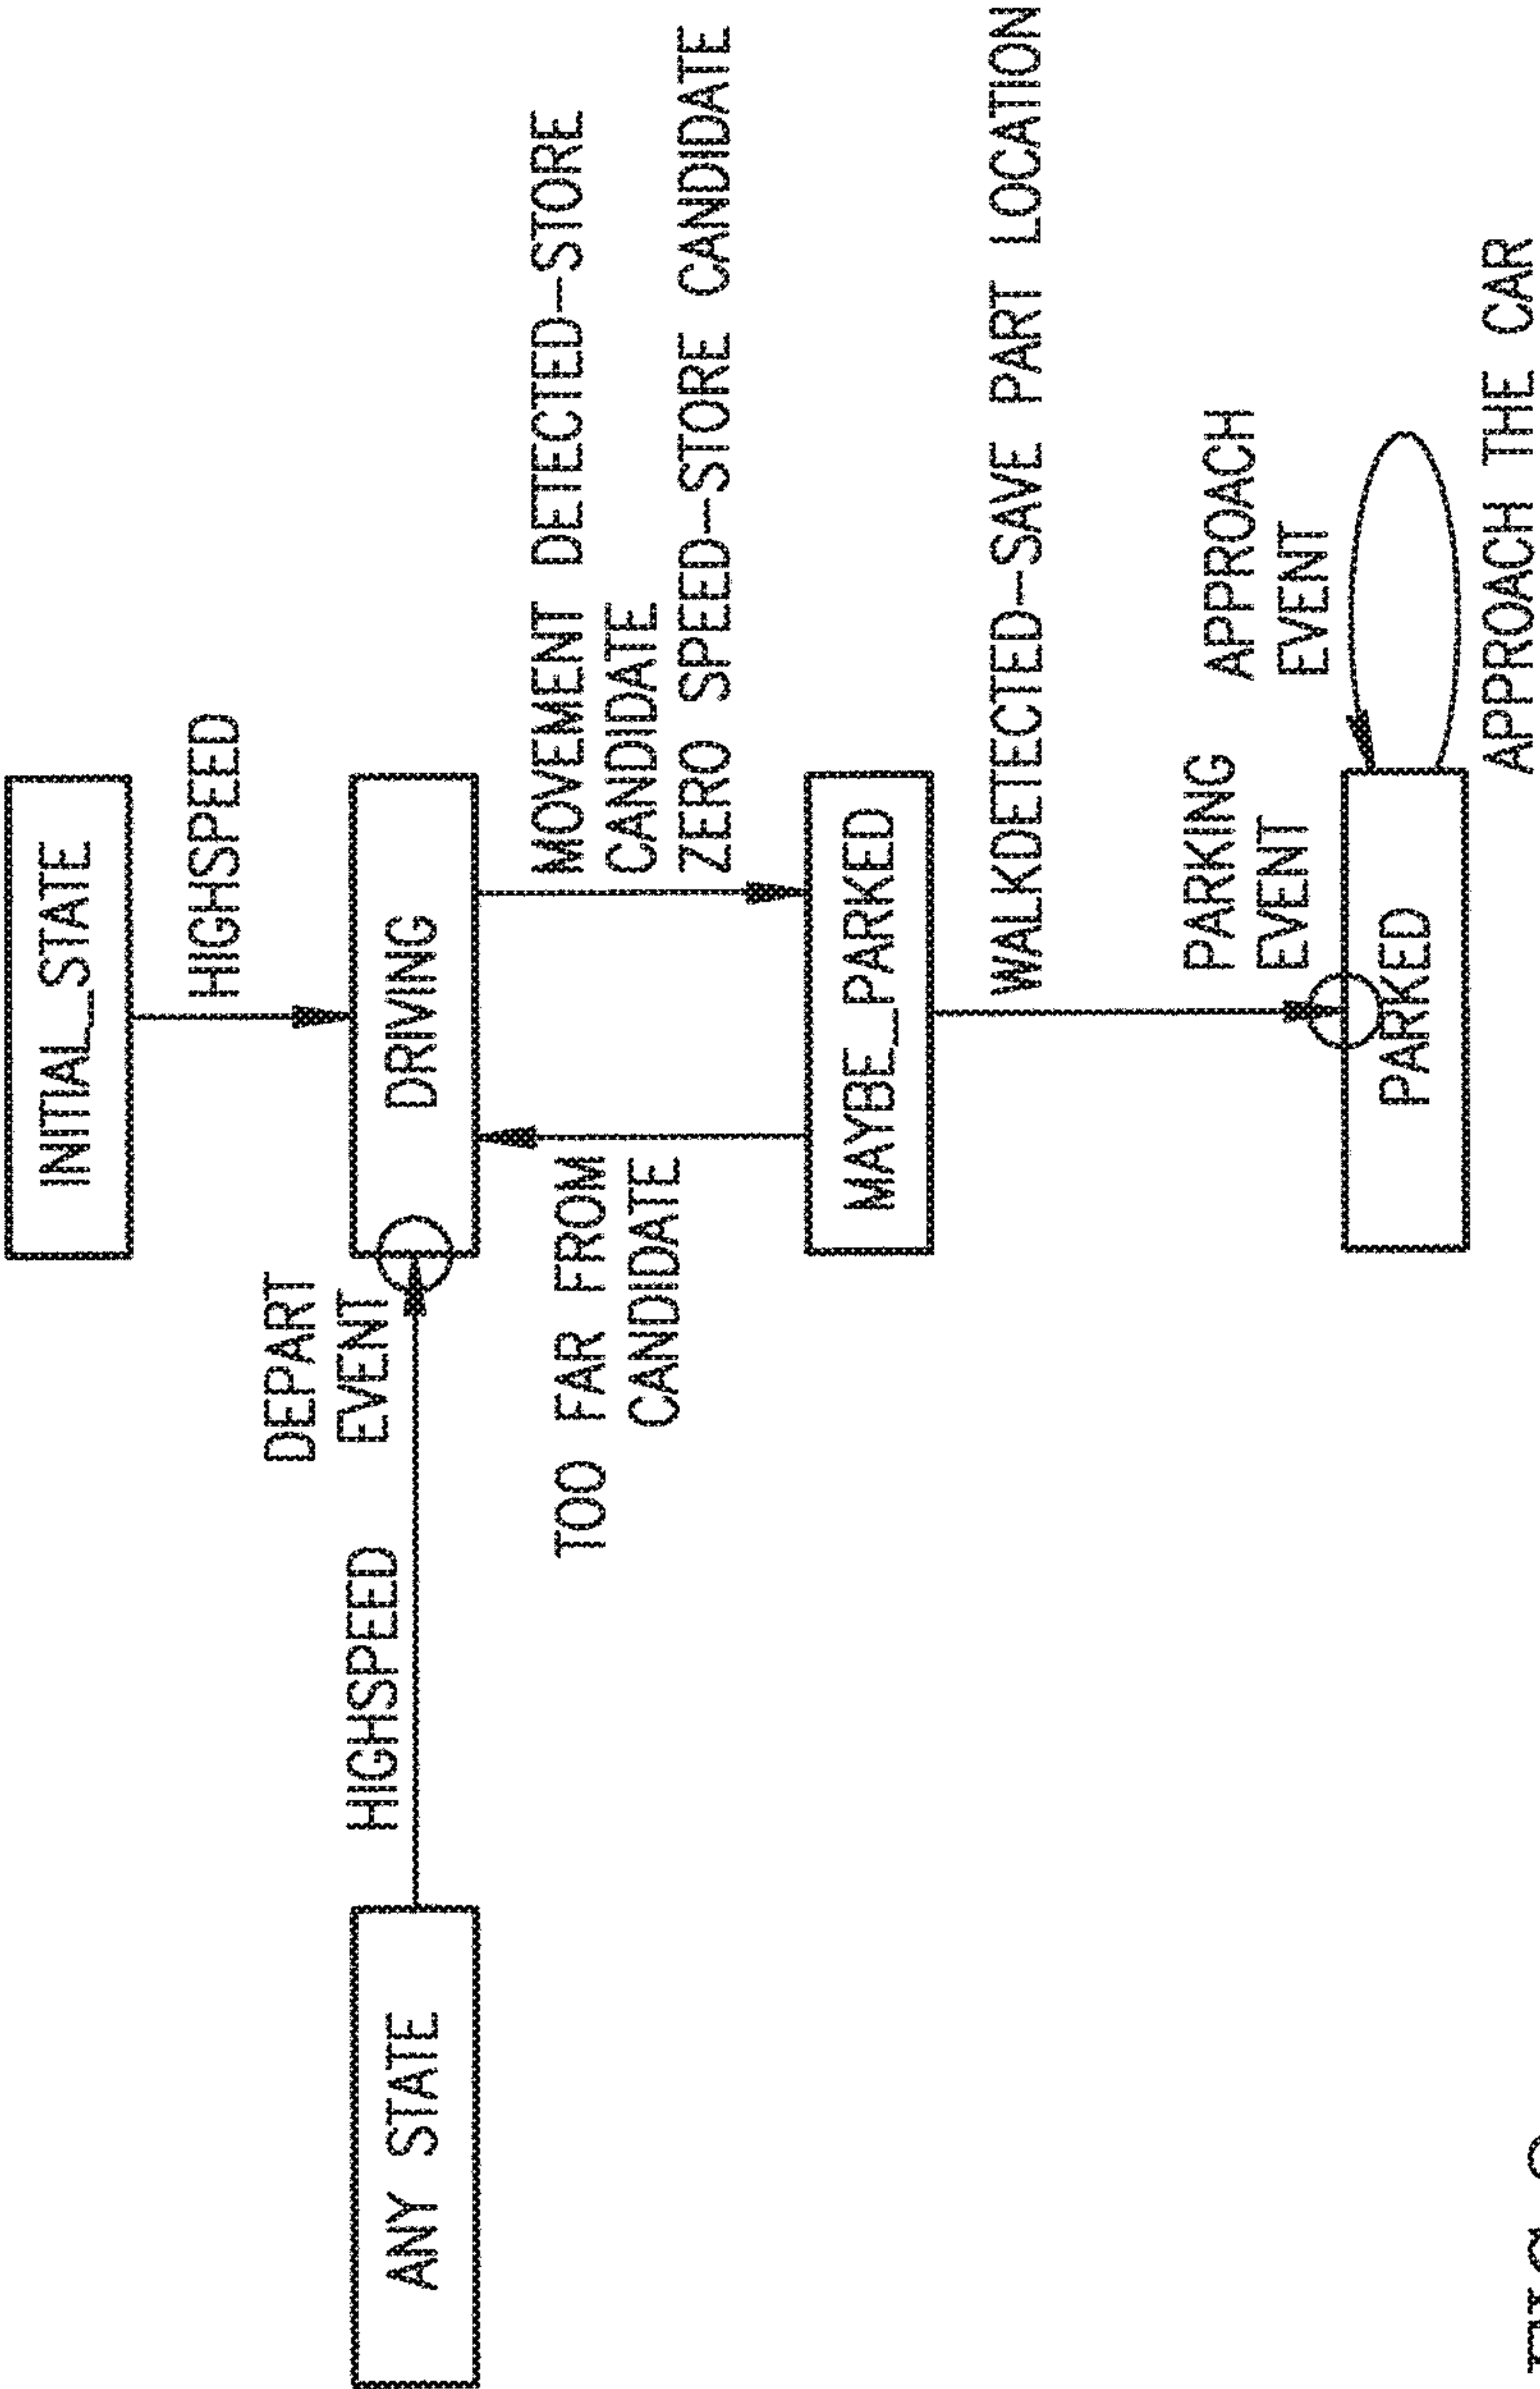 INITIAL_STATE
HIGHSPEED
DEPART
EVENT
HIGHSPEED
ANY STATE
DRIVING
MOVEMENT DETECTED-STORE
CANDIDATE
ZERO SPEED-STORE CANDIDATE
TOO FAR FROM
CANDIDATE
MAYBE_PARKED
WALKDETECTED-SAVE PART LOCATION
PARKING
EVENT
APPROACH
EVENT
PARKED
APPROACH THE CAR